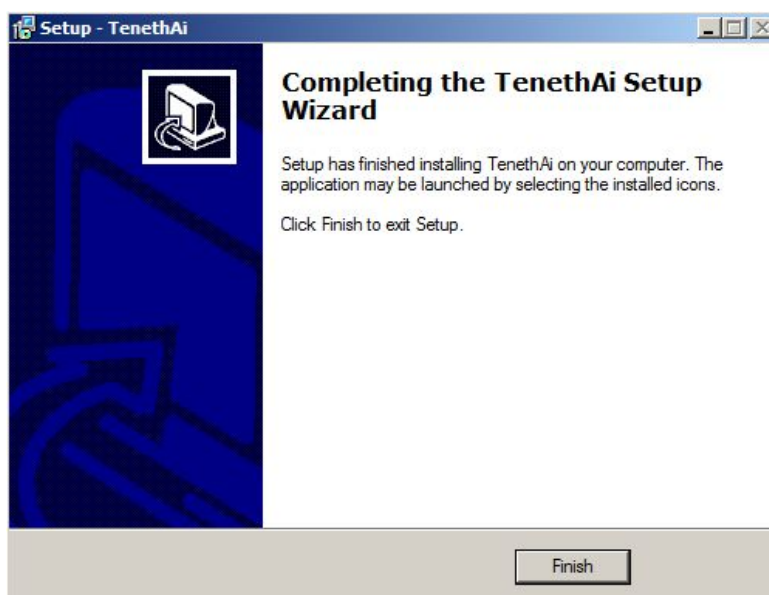 Setup - TenethAi
Completing the TenethAi Setup
Wizard
Setup has finished installing TenethAi on your computer. The
application may be launched by selecting the installed icons.
Click Finish to exit Setup.
Finish